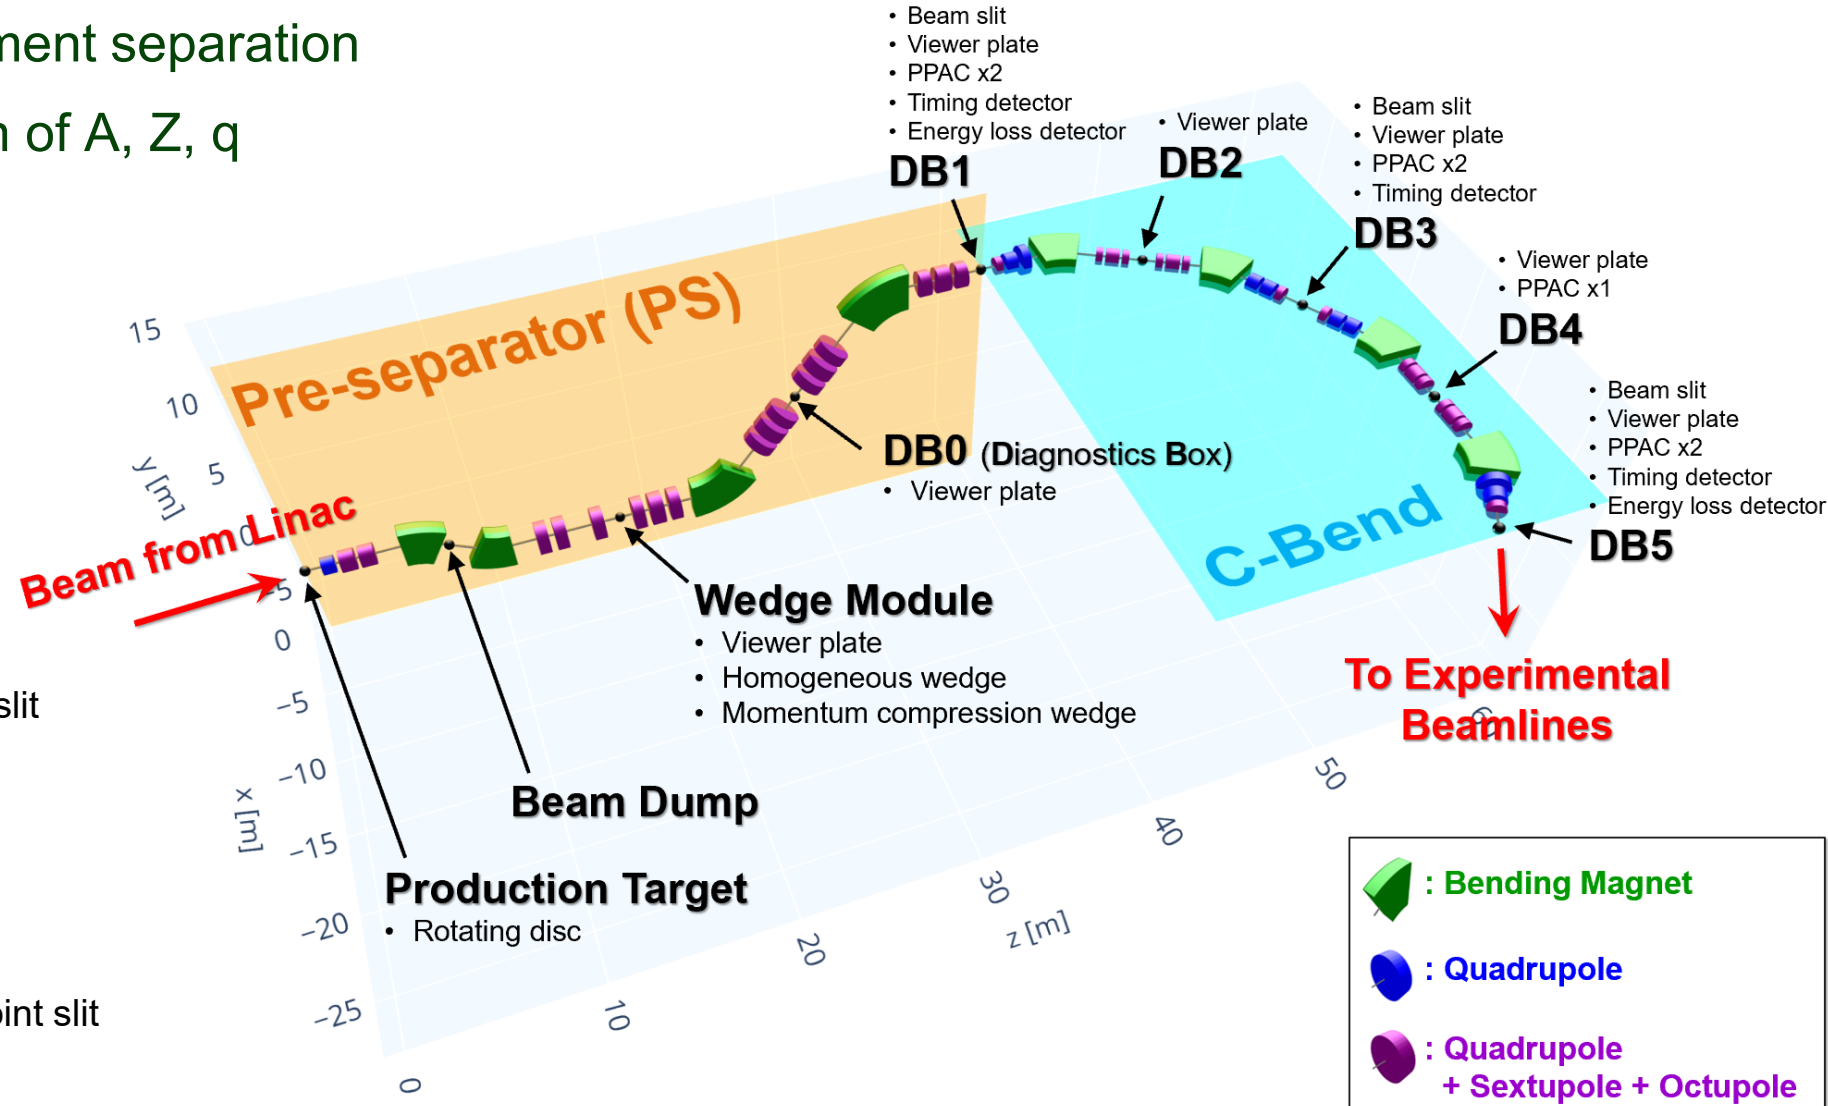 ment separation
n of A, Z, q
slit
int slit
• Beam slit
• Viewer plate
• PPAC x2
• Timing detector
• Energy loss detector
DB1
• Viewer plate
DB2
• Beam slit
• Viewer plate
• PPAC x2
• Timing detector
DB3
• Viewer plate
• PPAC x1
DB4
• Beam slit
• Viewer plate
• PPAC x2
• Timing detector
• Energy loss detector
DB5
Pre-separator (PS)
C-Bend
DB0 (Diagnostics Box)
• Viewer plate
Beam from Linac
Wedge Module
• Viewer plate
• Homogeneous wedge
• Momentum compression wedge
Beam Dump
Production Target
• Rotating disc
To Experimental
Beamlines
15
10
5
0
−5
y [m]
0
−5
−10
−15
−20
−25
x [m]
0
10
20
30
40
50
60
z [m]
: Bending Magnet
: Quadrupole
: Quadrupole
+ Sextupole + Octupole